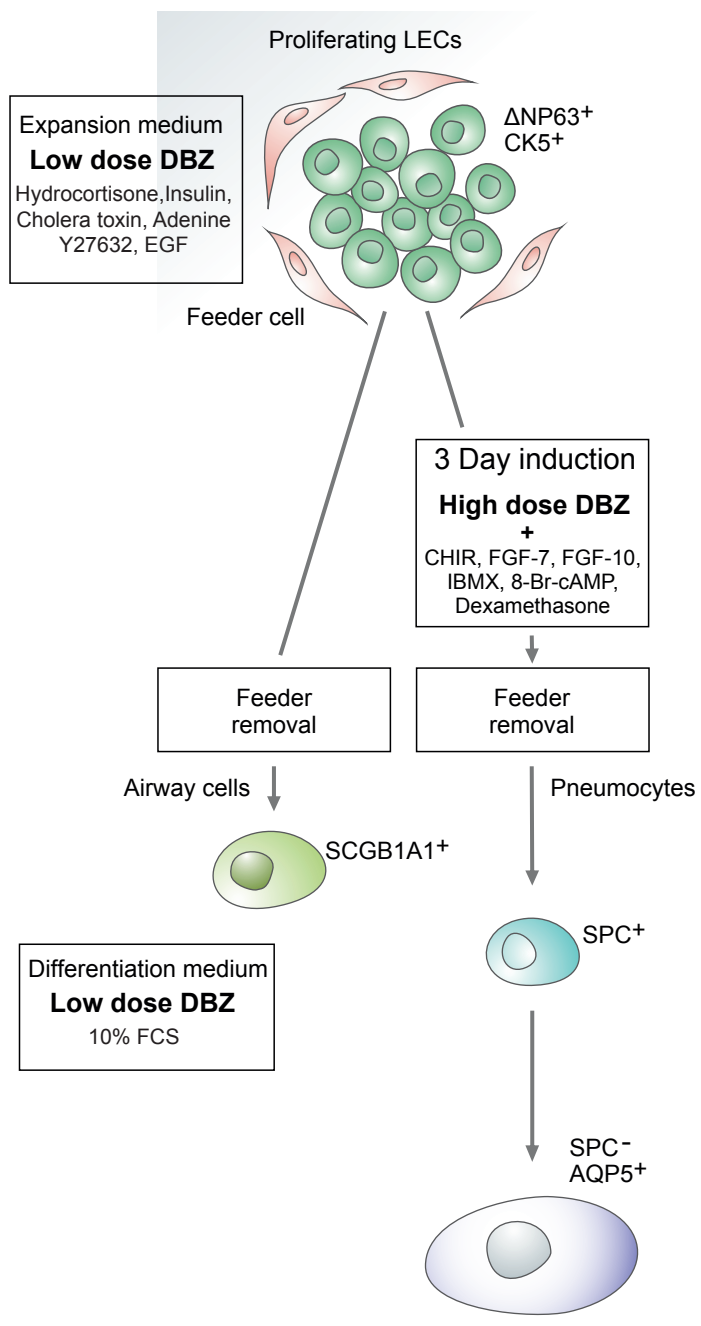 Proliferating LECs
ΔNP63+
CK5+
Expansion medium
Low dose DBZ
Hydrocortisone,Insulin,
Cholera toxin, Adenine
Y27632, EGF
Feeder cell
3 Day induction
High dose DBZ
+
CHIR, FGF-7, FGF-10,
IBMX, 8-Br-cAMP,
Dexamethasone
Feeder
removal
Feeder
removal
Airway cells
Pneumocytes
SCGB1A1+
SPC+
Differentiation medium
Low dose DBZ
10% FCS
SPC-
AQP5+